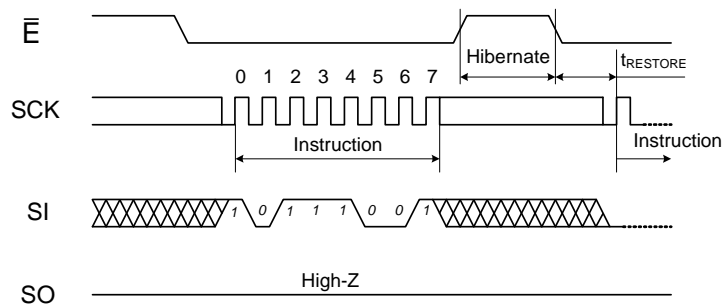 Ē
Hibernate
tRESTORE
0 1 2 3 4 5 6 7
SCK
Instruction
Instruction
SI
1 0 1 1 1 0 0 1
SO
High-Z